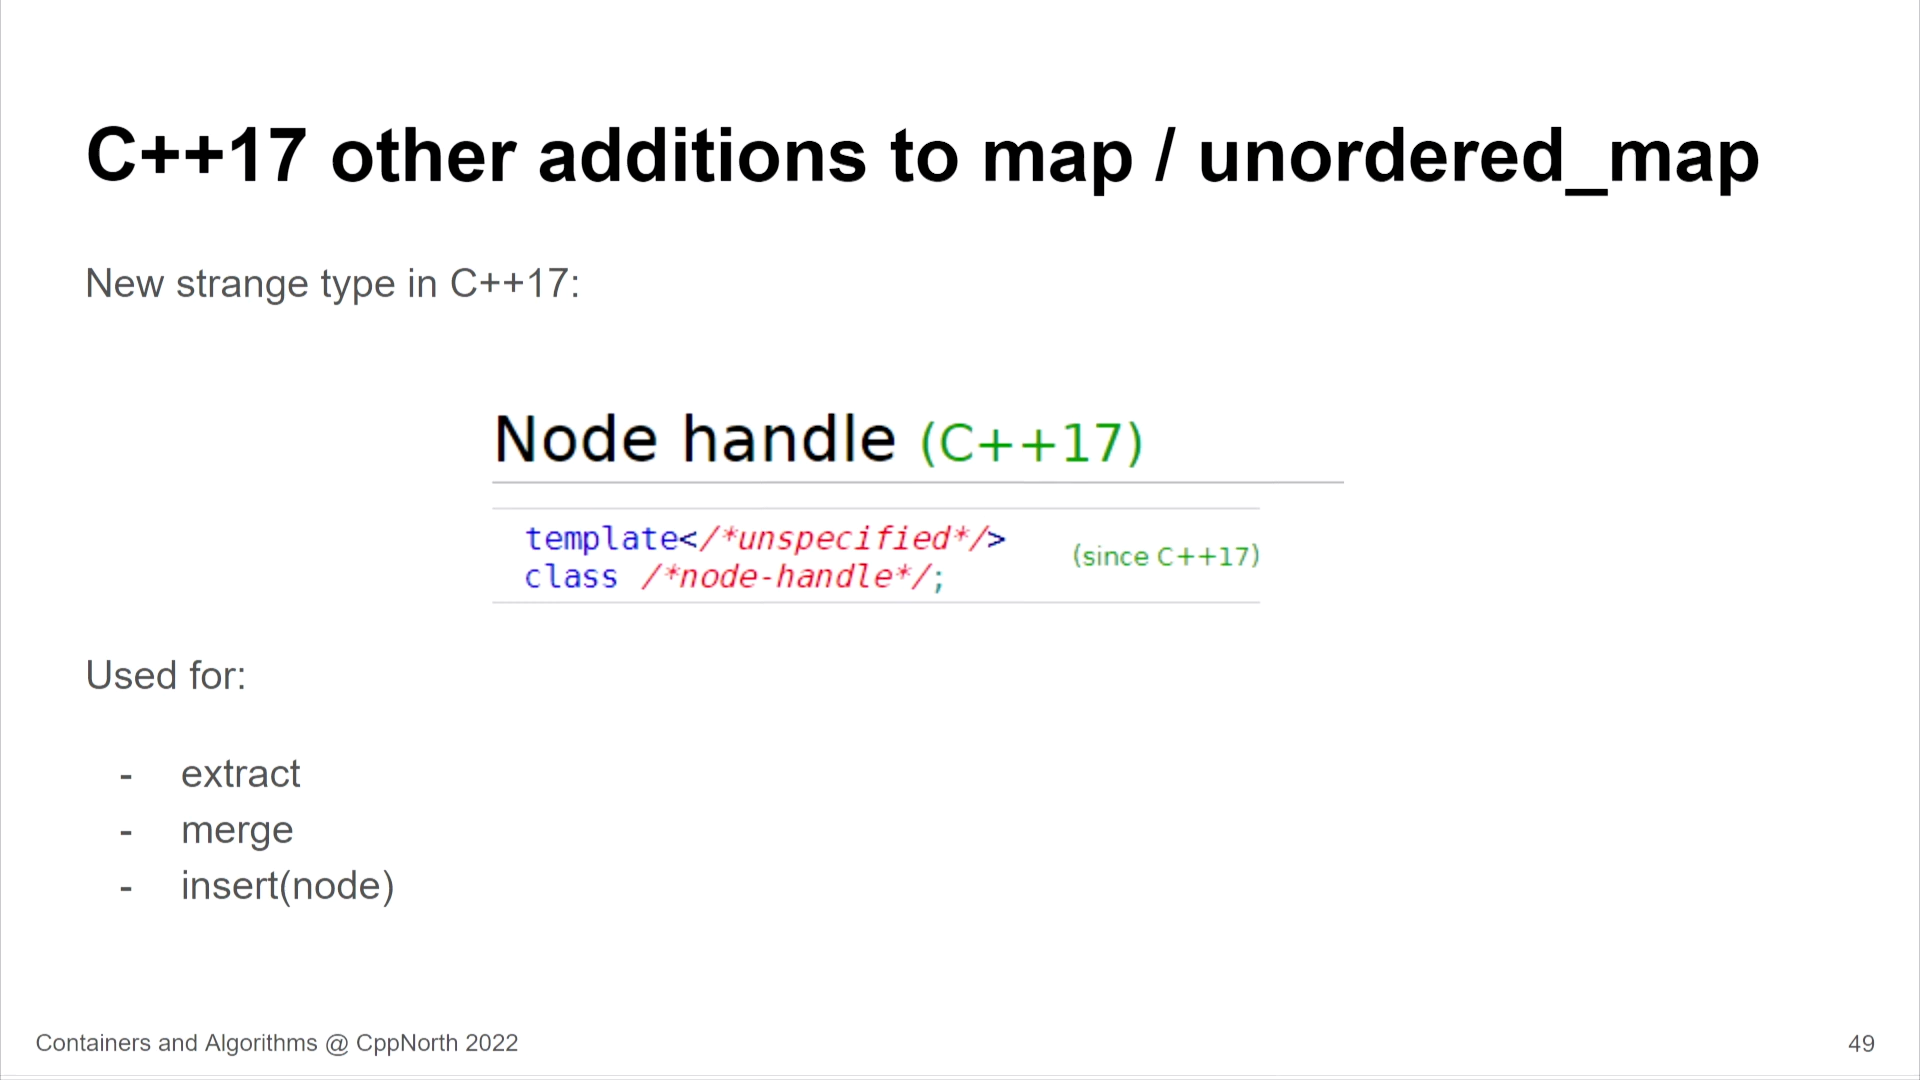 C++17 other additions to map / unordered_map
New strange type in C++17:
Node handle (C++17)
template</*unspecified*/>
class /*node-handle*/;
(since C++17)
Used for:
- extract
- merge
- insert(node)
Containers and Algorithms @ CppNorth 2022
49